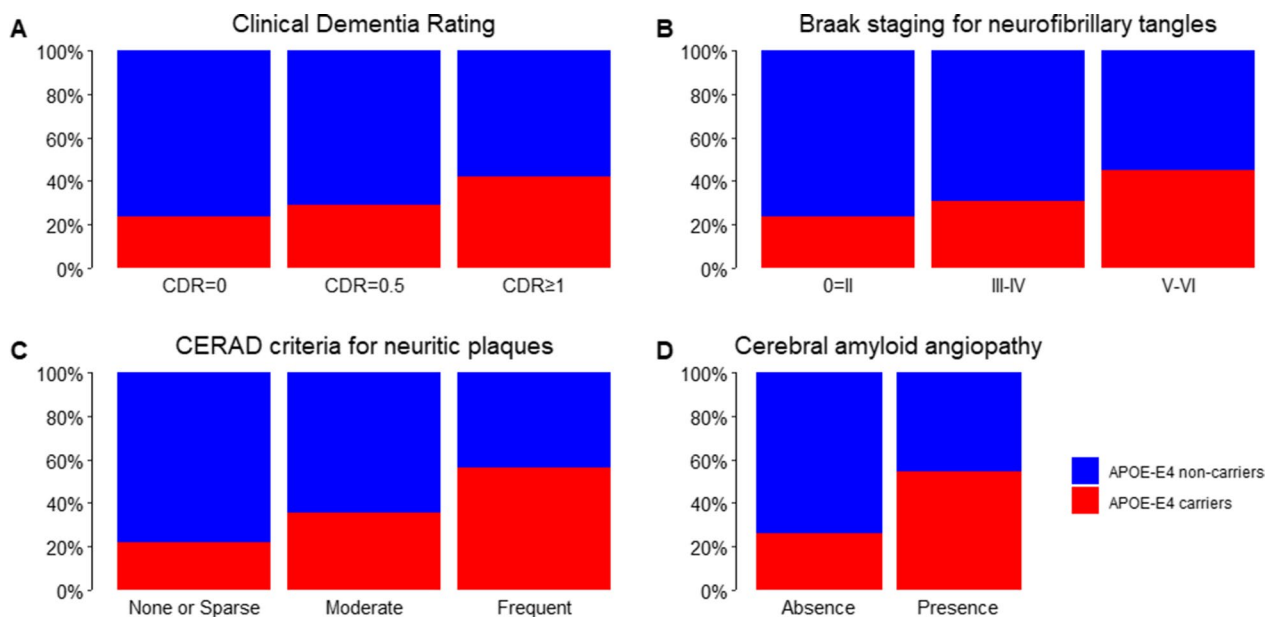 A
Clinical Dementia Rating
100%
80%
60%
40%
20%
0%
CDR=0 CDR=0.5 CDR≥1
B
Braak staging for neurofibrillary tangles
100%
80%
60%
40%
20%
0%
0=II III-IV V-VI
C
CERAD criteria for neuritic plaques
100%
80%
60%
40%
20%
0%
None or Sparse Moderate Frequent
D
Cerebral amyloid angiopathy
100%
80%
60%
40%
20%
0%
Absence Presence
APOE-E4 non-carriers
APOE-E4 carriers